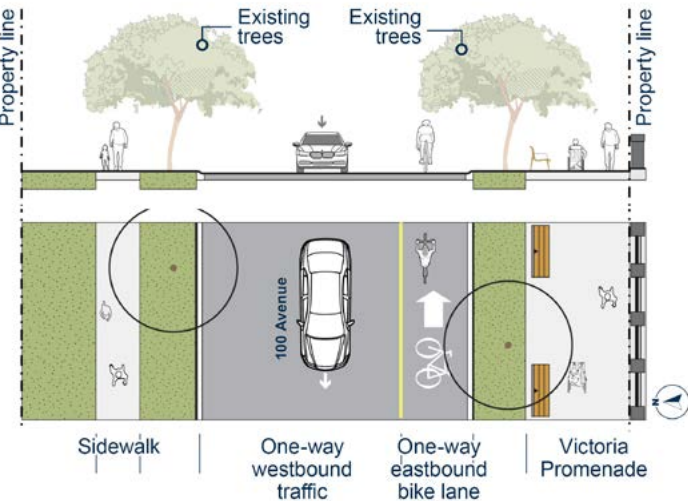 Property line
Existing
trees
Existing
trees
Property line
100 Avenue
N
Sidewalk
One-way
westbound
traffic
One-way
eastbound
bike lane
Victoria
Promenade